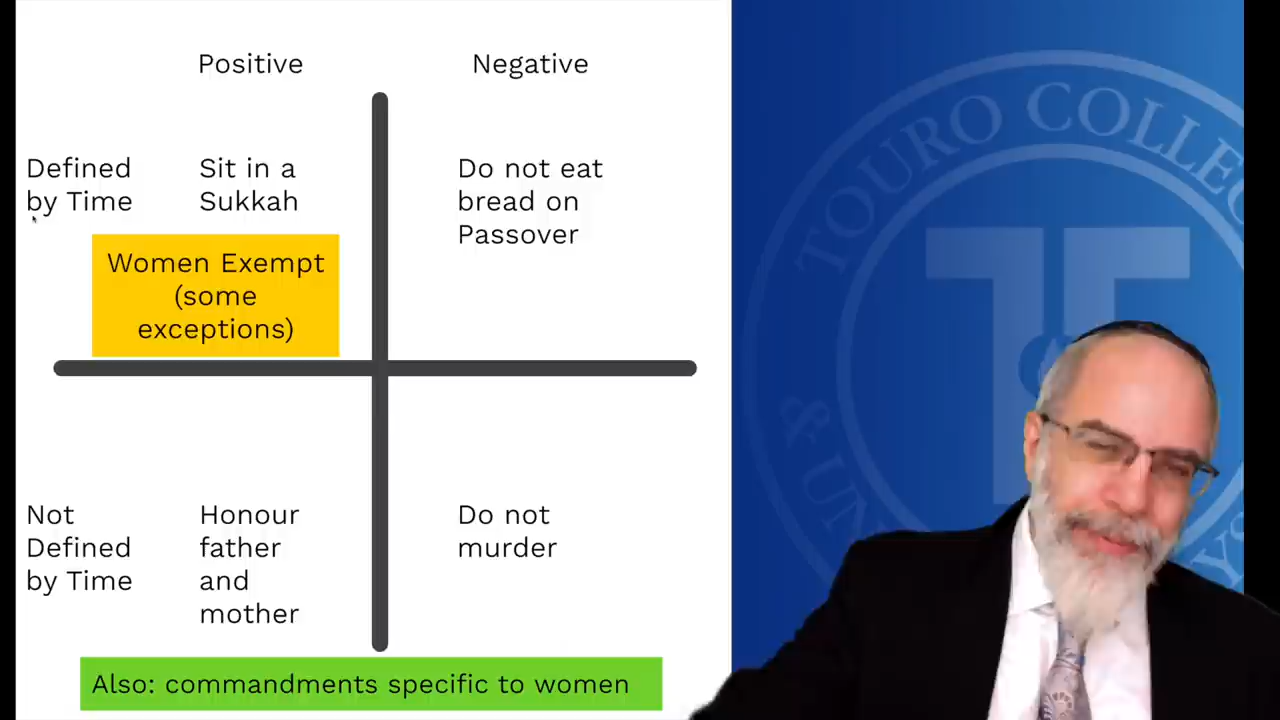 Positive
Negative
Defined
by Time
Sit in a
Sukkah
Do not eat
bread on
Passover
Women Exempt
(some
exceptions)
Not
Defined
by Time
Honour
father
and
mother
Do not
murder
Also: commandments specific to women
TOURO COLLEGE
&